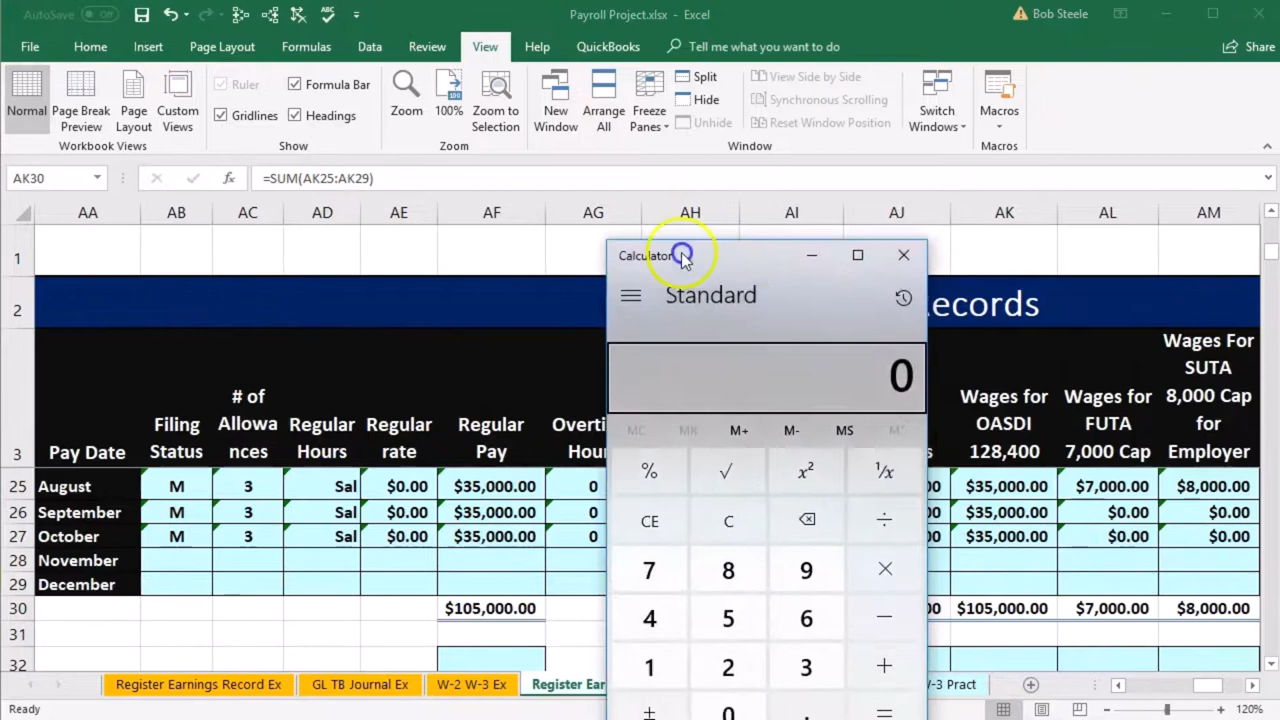 AutoSave Off Payroll Project.xlsx - Excel Bob Steele
File Home Insert Page Layout Formulas Data Review View Help QuickBooks Tell me what you want to do Share
Normal Page Break Preview Page Layout Custom Views
Workbook Views
Ruler Formula Bar
Gridlines Headings
Show
Zoom 100% Zoom to Selection
Zoom
New Window Arrange All Freeze Panes
Split
Hide
Unhide
View Side by Side
Synchronous Scrolling
Reset Window Position
Switch Windows
Window
Macros
Macros
AK30 fx =SUM(AK25:AK29)
AA AB AC AD AE AF AG AH AI AJ AK AL AM
1
2 ecords
3 Pay Date
Filing Status
# of Allowa nces
Regular Hours
Regular rate
Regular Pay
Overti
Hou
s
Wages for OASDI 128,400
Wages for FUTA 7,000 Cap
Wages For SUTA 8,000 Cap for Employer
25 August M 3 Sal $0.00 $35,000.00 0 00 $35,000.00 $7,000.00 $8,000.00
26 September M 3 Sal $0.00 $35,000.00 0 00 $35,000.00 $0.00 $0.00
27 October M 3 Sal $0.00 $35,000.00 0 00 $35,000.00 $0.00 $0.00
28 November
29 December
30 $105,000.00 00 $105,000.00 $7,000.00 $8,000.00
31
32
Calculator
Standard
0
MC MR M+ M- MS M˅
% √ x² ¹/x
CE C ÷
7 8 9 ×
4 5 6 −
1 2 3 +
± 0 . =
Register Earnings Record Ex GL TB Journal Ex W-2 W-3 Ex Register Ear -3 Pract
Ready 120%